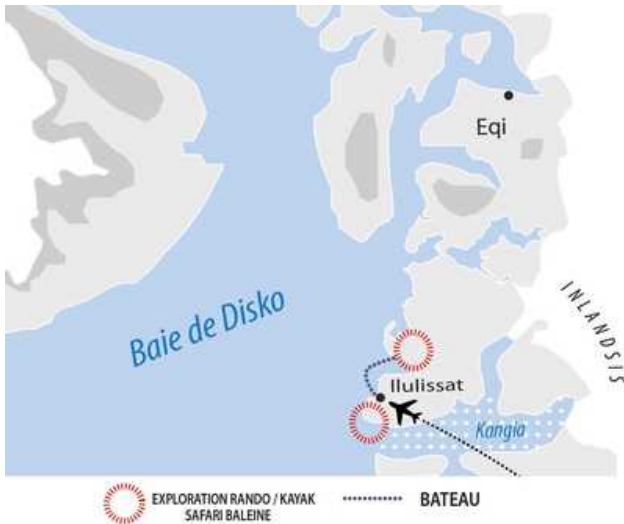 Eqi
INLANDSIS
Baie de Disko
Ilulissat
Kangia
EXPLORATION RANDO / KAYAK
SAFARI BALEINE
BATEAU